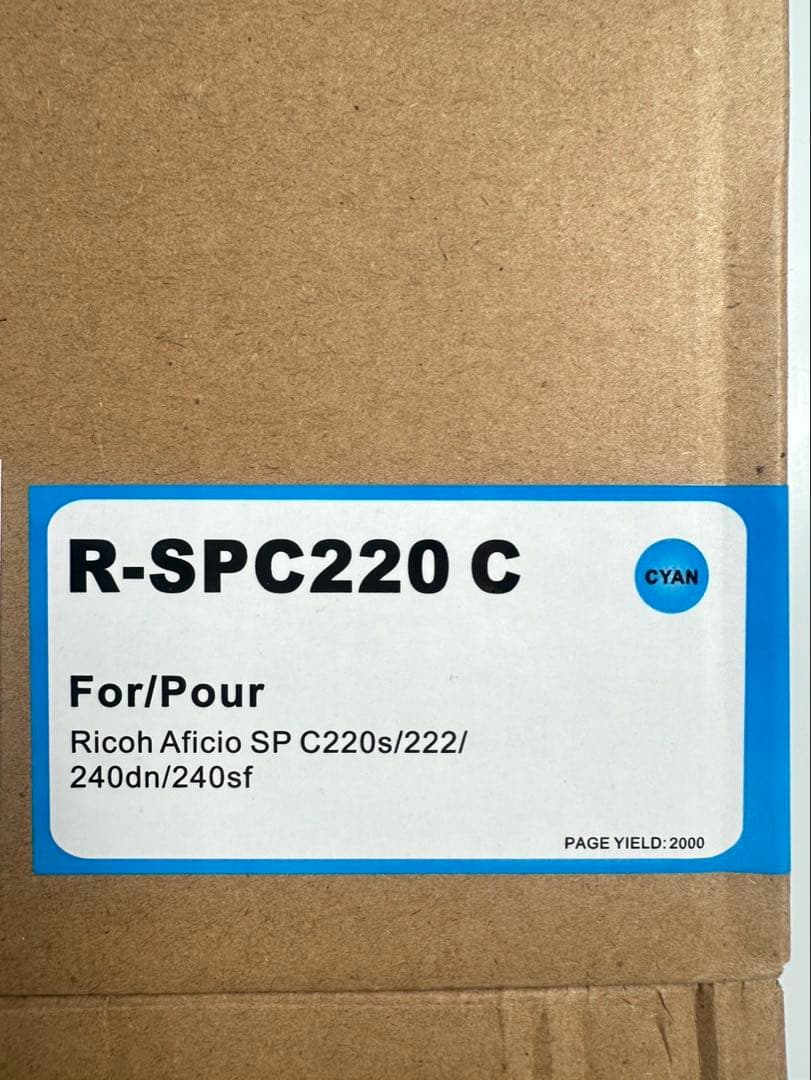 R-SPC220 C
CYAN
For/Pour
Ricoh Aficio SP C220s/222/
240dn/240sf
PAGE YIELD: 2000